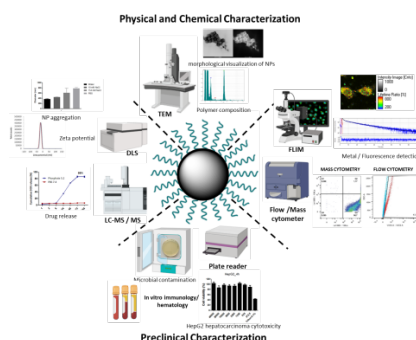 Physical and Chemical Characterization
morphological visualization of NPs
Polymer composition
TEM
NP aggregation
Zeta potential
DLS
Drug release
LC-MS / MS
FLIM
Metal / Fluorescence detection
MASS CYTOMETRY
FLOW CYTOMETRY
Flow /Mass
cytometer
Microbial contamination
Plate reader
In vitro immunology/
hematology
HepG2 hepatocarcinoma cytotoxicity
Preclinical Characterization